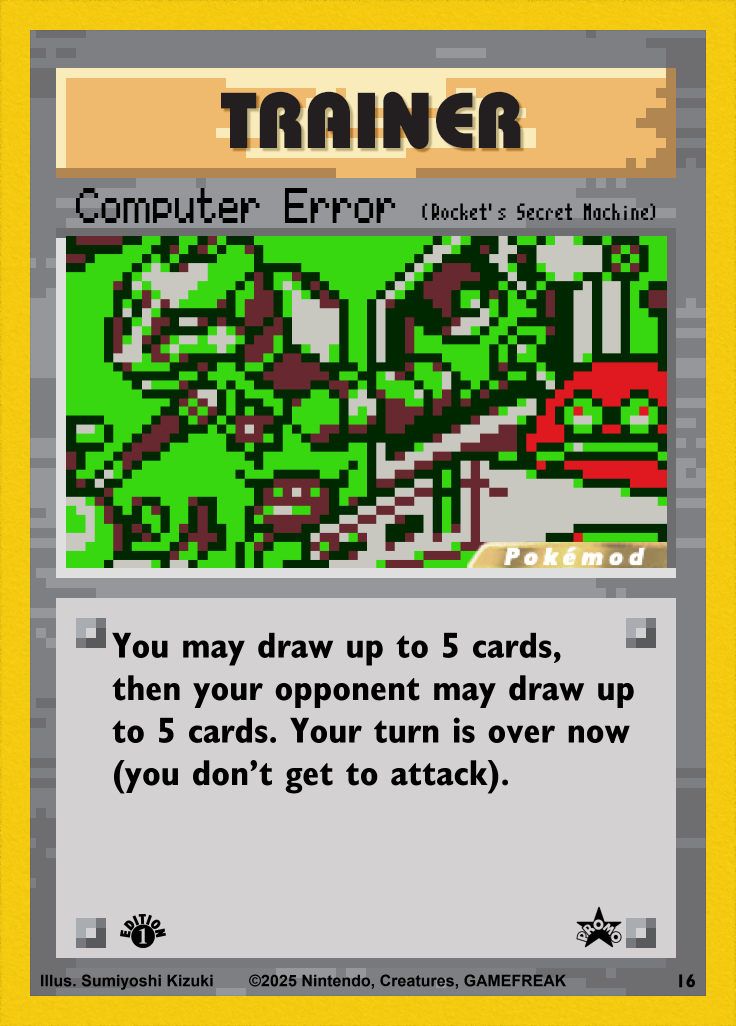 TRAINER
Computer Error (Rocket's Secret Machine)
Pokémod
You may draw up to 5 cards,
then your opponent may draw up
to 5 cards. Your turn is over now
(you don't get to attack).
EDITION 1
PROMO
Illus. Sumiyoshi Kizuki ©2025 Nintendo, Creatures, GAMEFREAK 16